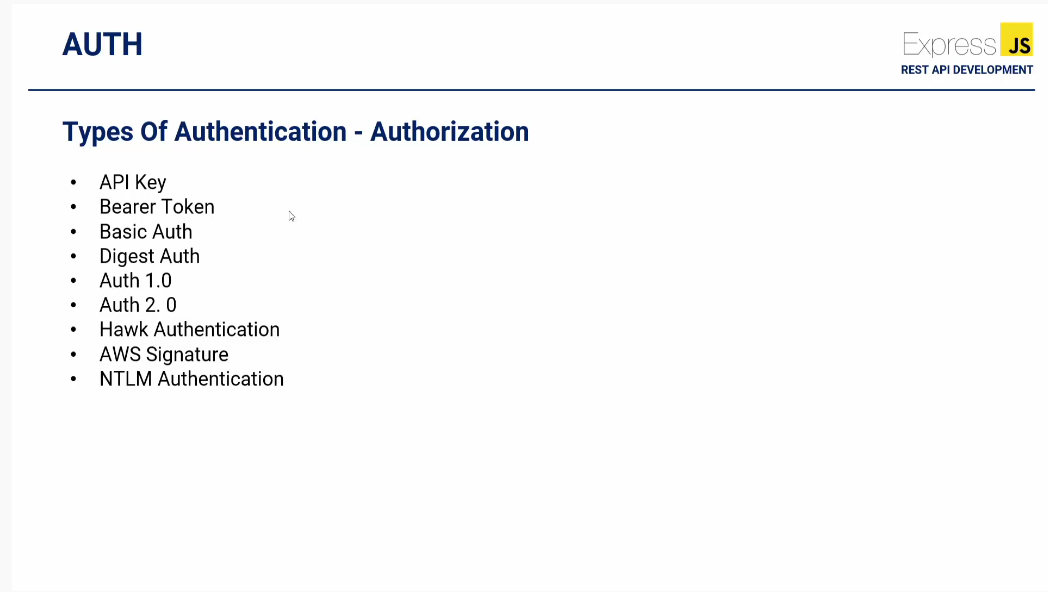 AUTH
Express JS
REST API DEVELOPMENT
Types Of Authentication - Authorization
• API Key
• Bearer Token
• Basic Auth
• Digest Auth
• Auth 1.0
• Auth 2. 0
• Hawk Authentication
• AWS Signature
• NTLM Authentication